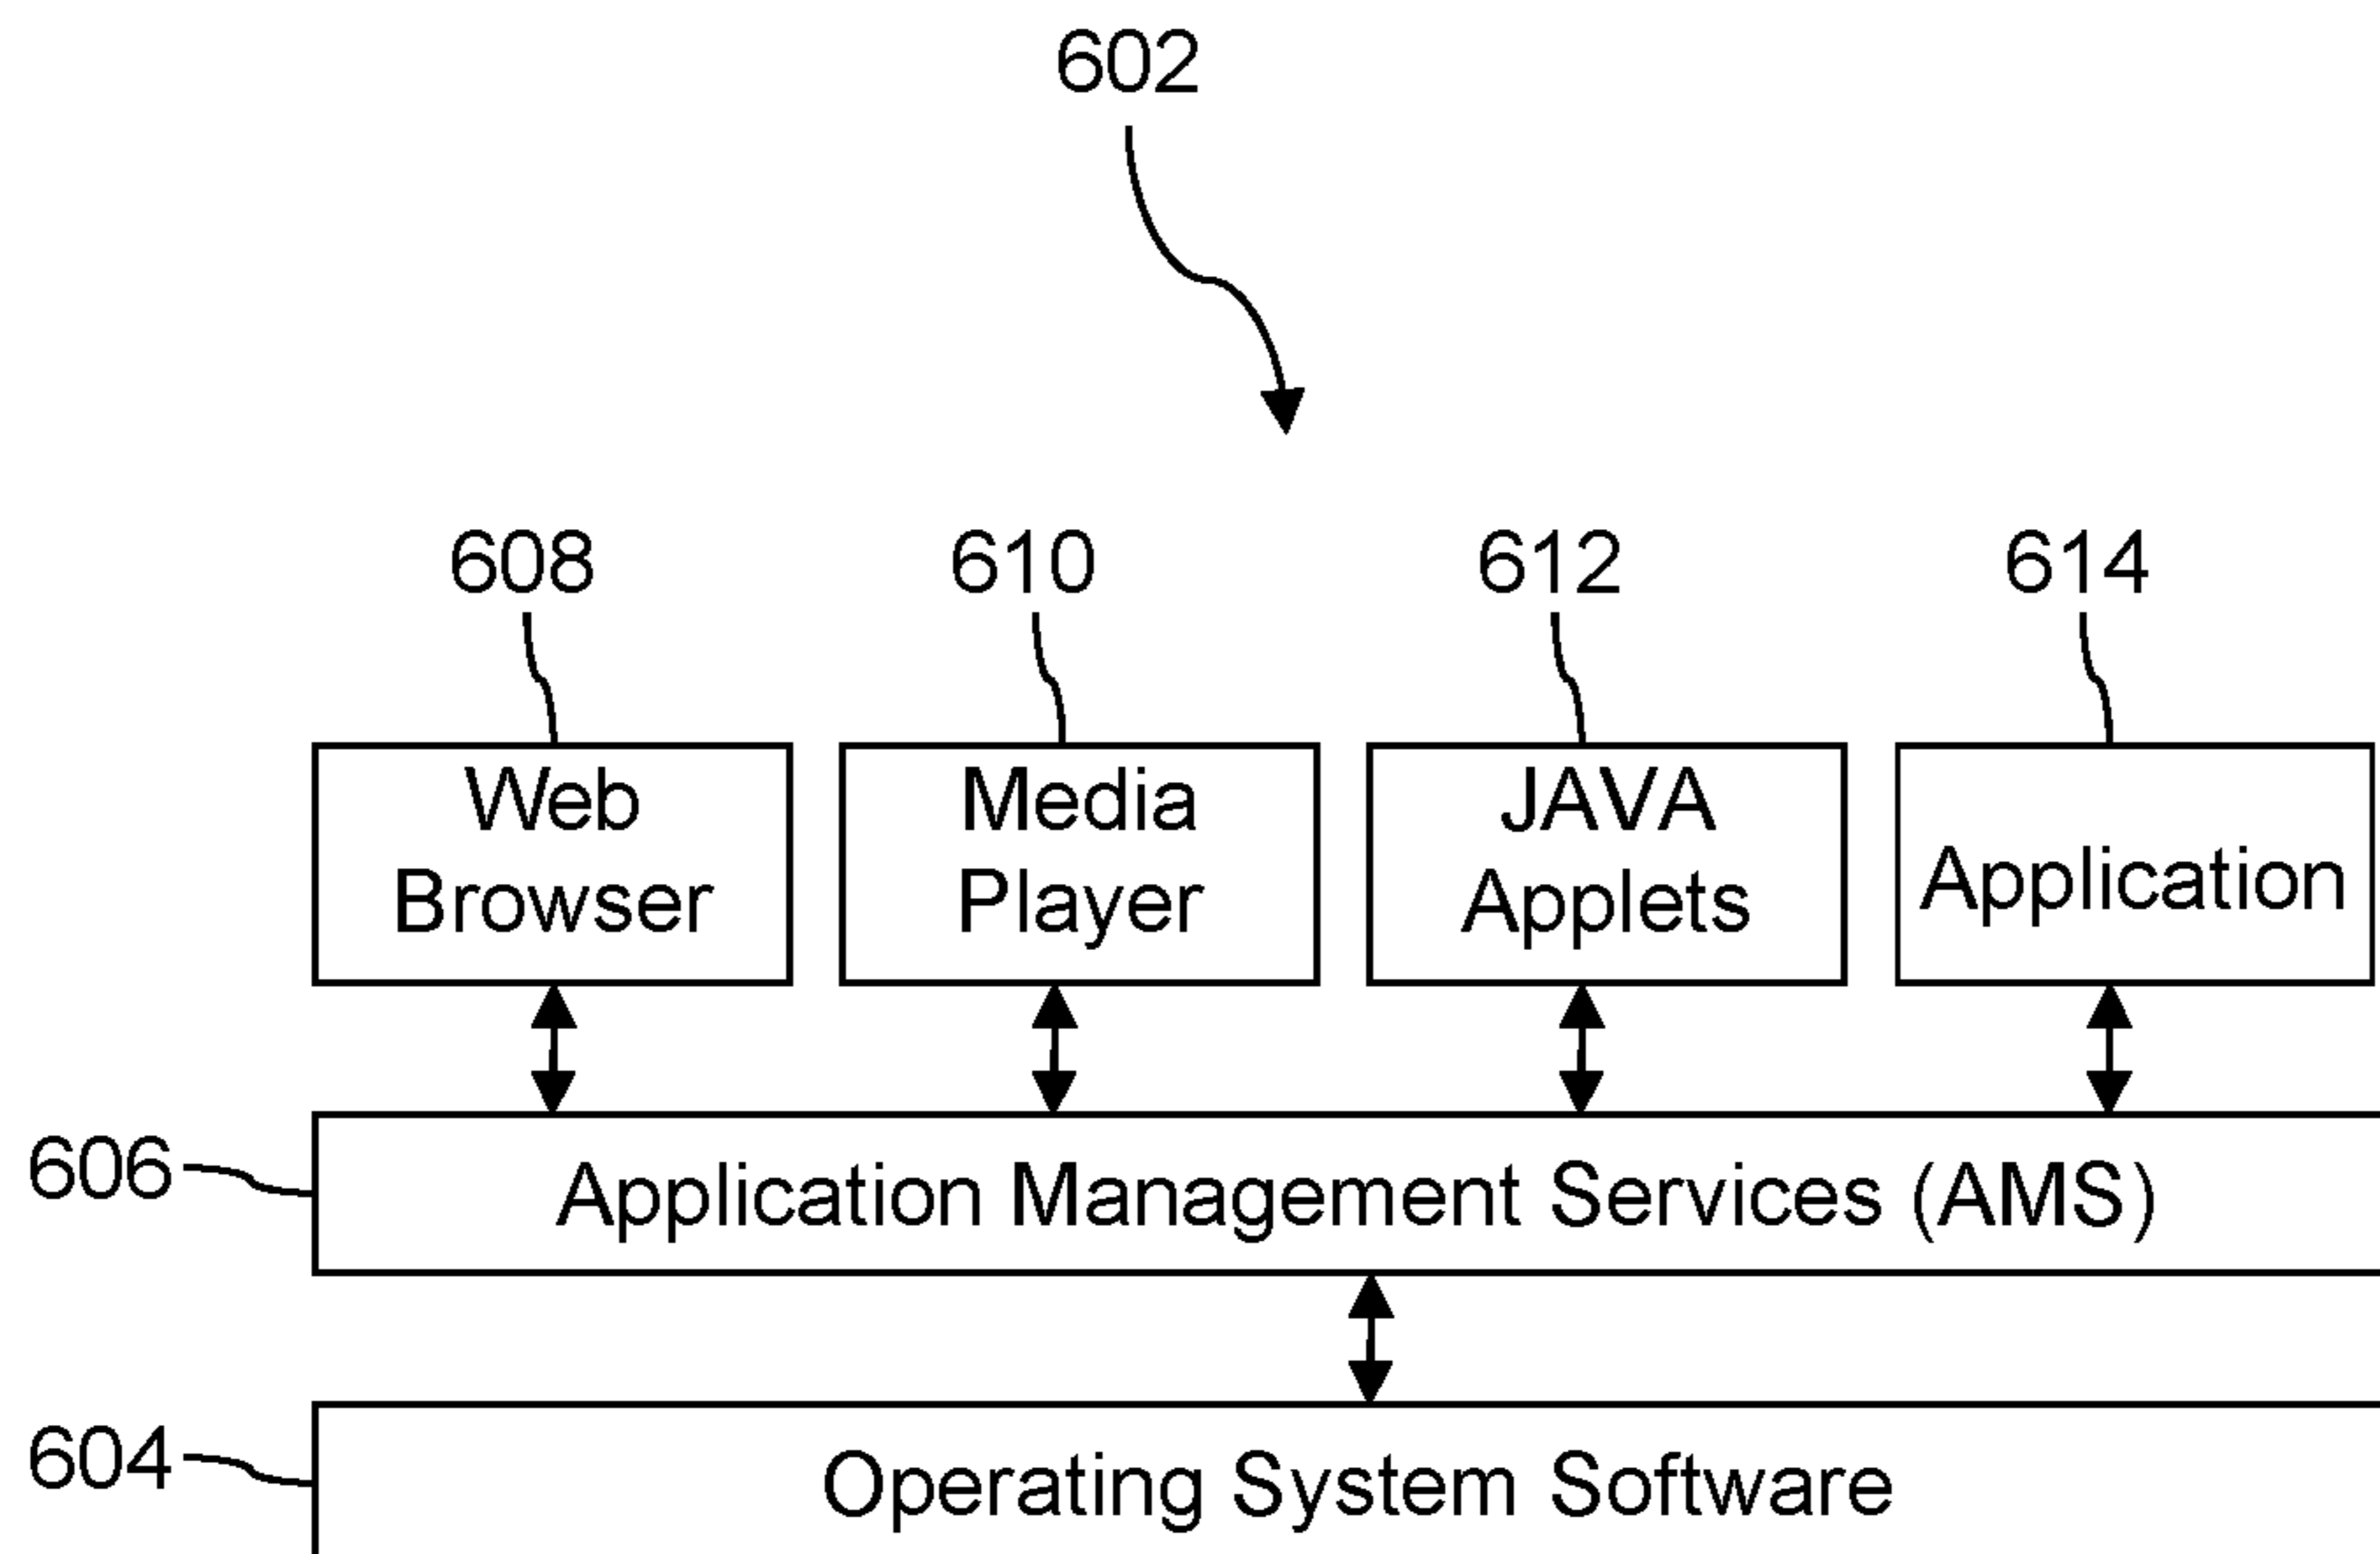 602
608
610
612
614
Web
Browser
Media
Player
JAVA
Applets
Application
606
Application Management Services (AMS)
604
Operating System Software